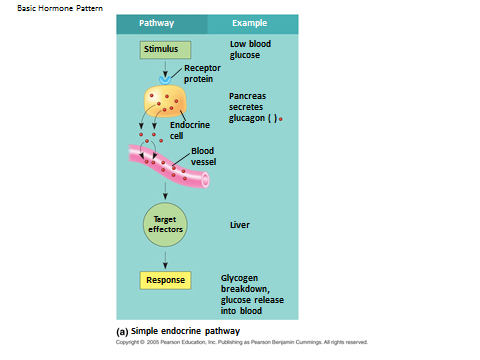 Basic Hormone Pattern
Pathway
Example
Stimulus
Low blood
glucose
Receptor
protein
Pancreas
secretes
glucagon ( )
Endocrine
cell
Blood
vessel
Target
effectors
Liver
Response
Glycogen
breakdown,
glucose release
into blood
(a) Simple endocrine pathway
Copyright © 2005 Pearson Education, Inc. Publishing as Pearson Benjamin Cummings. All rights reserved.